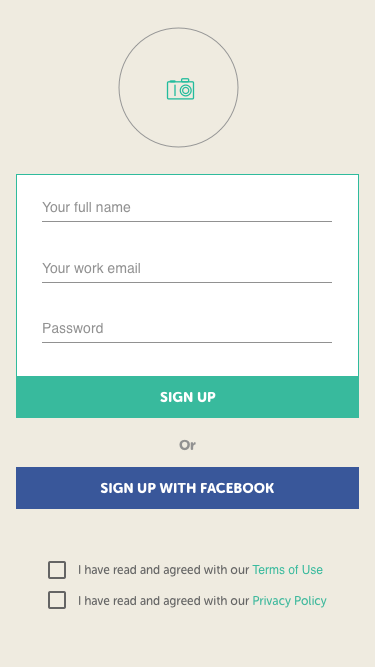 Your full name
Your work email
Password
SIGN UP
Or
SIGN UP WITH FACEBOOK
I have read and agreed with our Terms of Use
I have read and agreed with our Privacy Policy